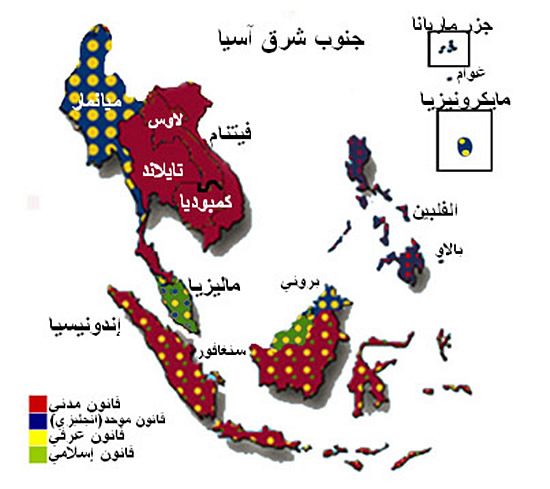 جنوب شرق آسيا
جزر ماريانا
غوام
مايكرونيزيا
ميانمار
لاوس
فيتنام
تايلاند
كمبوديا
الفلبين
بالاو
ماليزيا
بروني
إندونيسيا
سنغافور
قانون مدني
قانون موحد(انجليزي)
قانون عرفي
قانون إسلامي